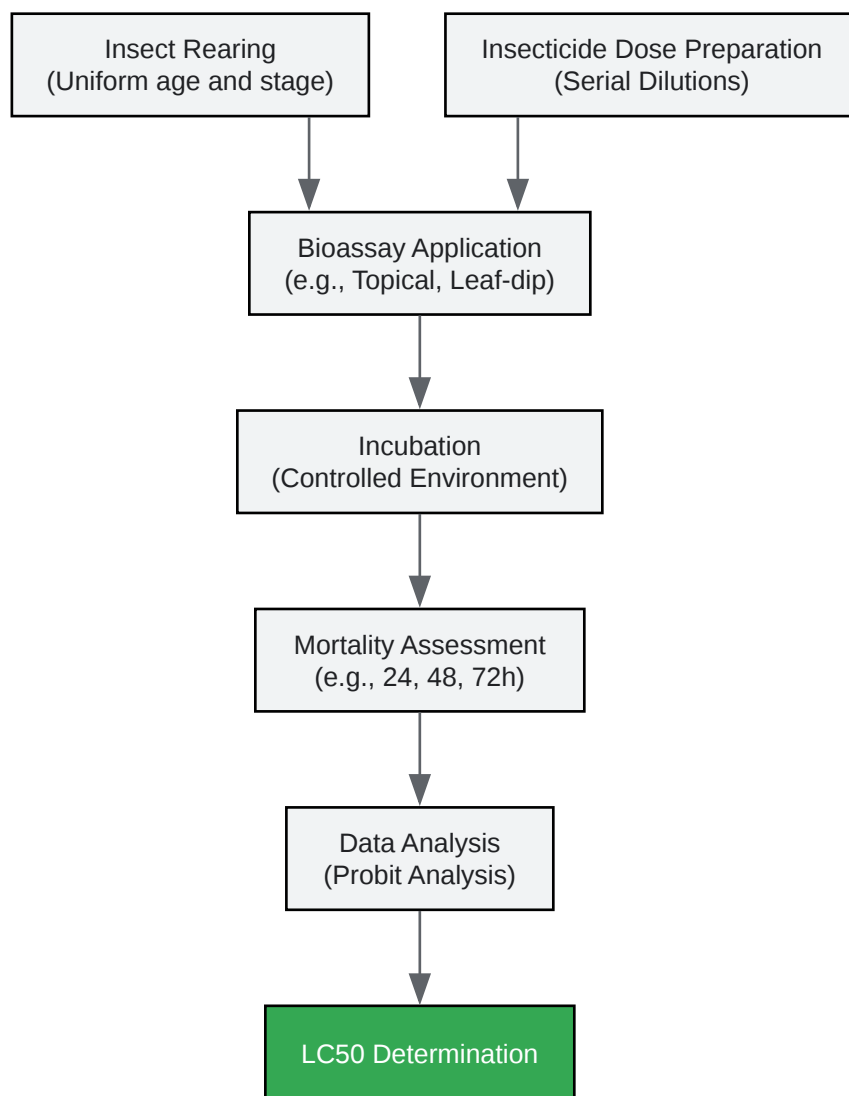 Insect Rearing
(Uniform age and stage)
Insecticide Dose Preparation
(Serial Dilutions)
Bioassay Application
(e.g., Topical, Leaf-dip)
Incubation
(Controlled Environment)
Mortality Assessment
(e.g., 24, 48, 72h)
Data Analysis
(Probit Analysis)
LC50 Determination